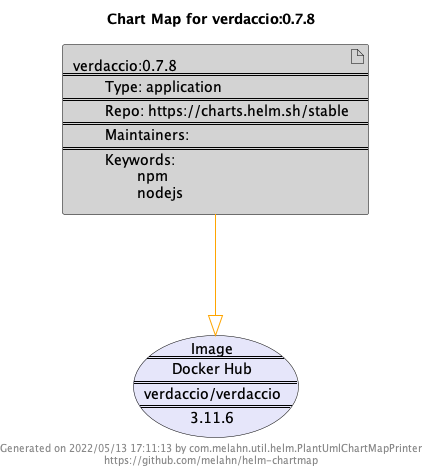 Chart Map for verdaccio:0.7.8
verdaccio:0.7.8
Type: application
Repo: https://charts.helm.sh/stable
Maintainers:
Keywords:
npm
nodejs
Image
Docker Hub
verdaccio/verdaccio
3.11.6
Generated on 2022/05/13 17:11:13 by com.melahn.util.helm.PlantUmlChartMapPrinter
https://github.com/melahn/helm-chartmap